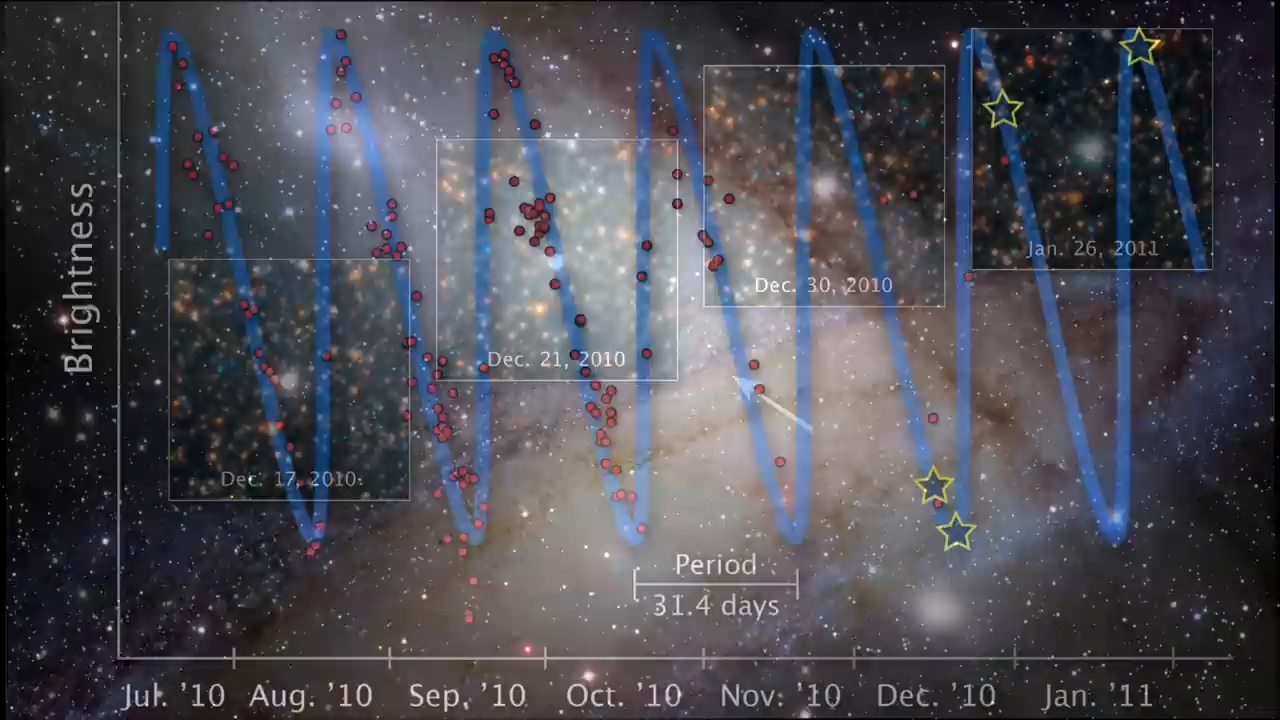 Brightness
Jan. 26, 2011
Dec. 30, 2010
Dec. 21, 2010
Dec. 17, 2010
Period
31.4 days
Jul. '10 Aug. '10 Sep. '10 Oct. '10 Nov. '10 Dec. '10 Jan. '11